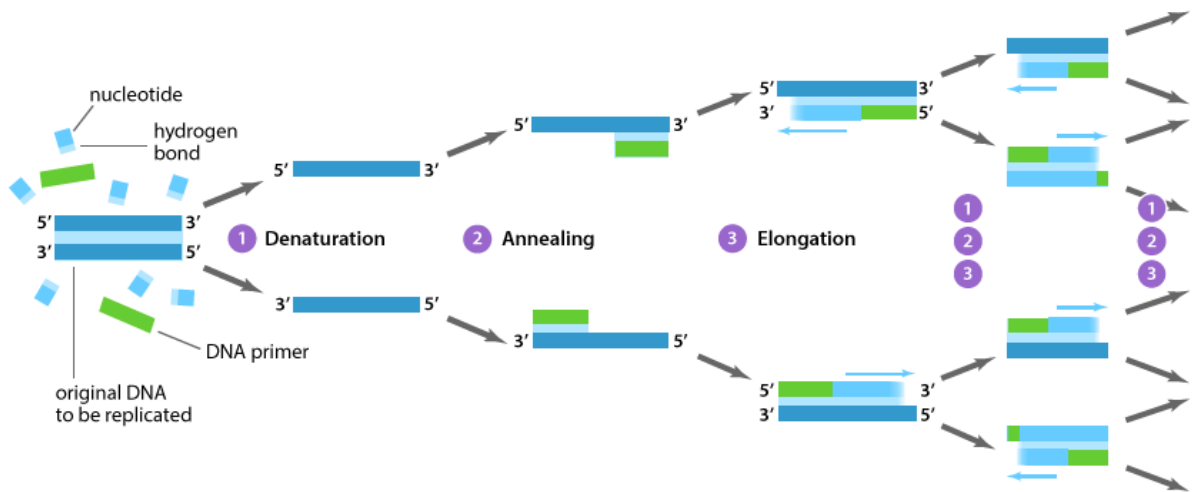 nucleotide
hydrogen
bond
5′ 3′
3′ 5′
DNA primer
original DNA
to be replicated
5′ 3′
1 Denaturation
3′ 5′
5′ 3′
2 Annealing
3′ 5′
5′ 3′
3′ 5′
3 Elongation
5′ 3′
3′ 5′
1
2
3
1
2
3